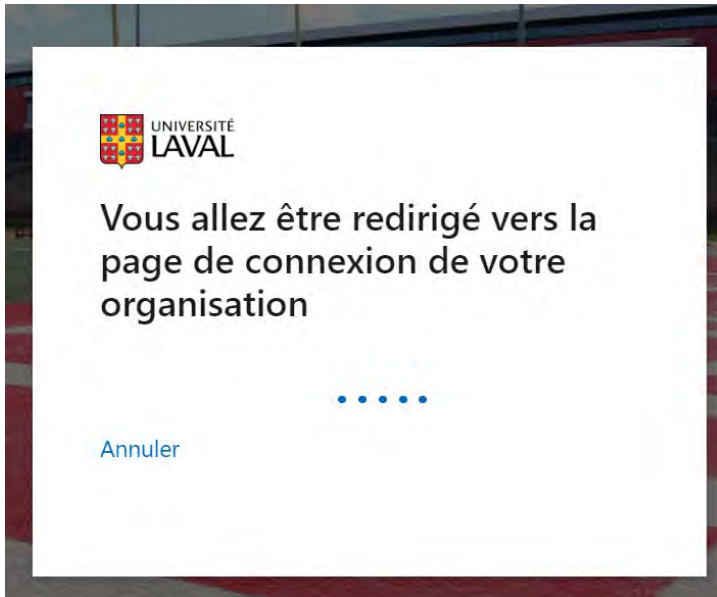 UNIVERSITÉ
LAVAL
Vous allez être redirigé vers la
page de connexion de votre
organisation
Annuler